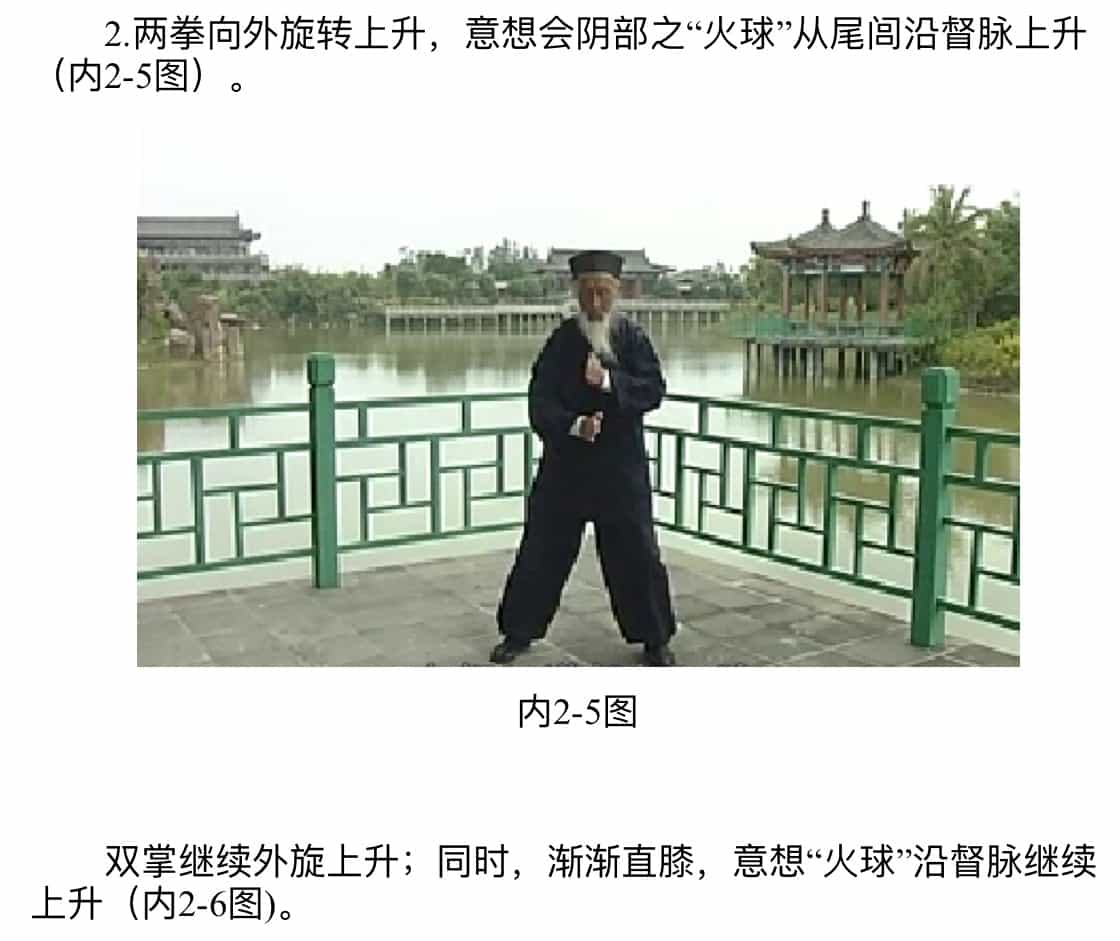 2.两拳向外旋转上升，意想会阴部之“火球”从尾闾沿督脉上升
（内2-5图）。
内2-5图
双掌继续外旋上升；同时，渐渐直膝，意想“火球”沿督脉继续
上升（内2-6图)。